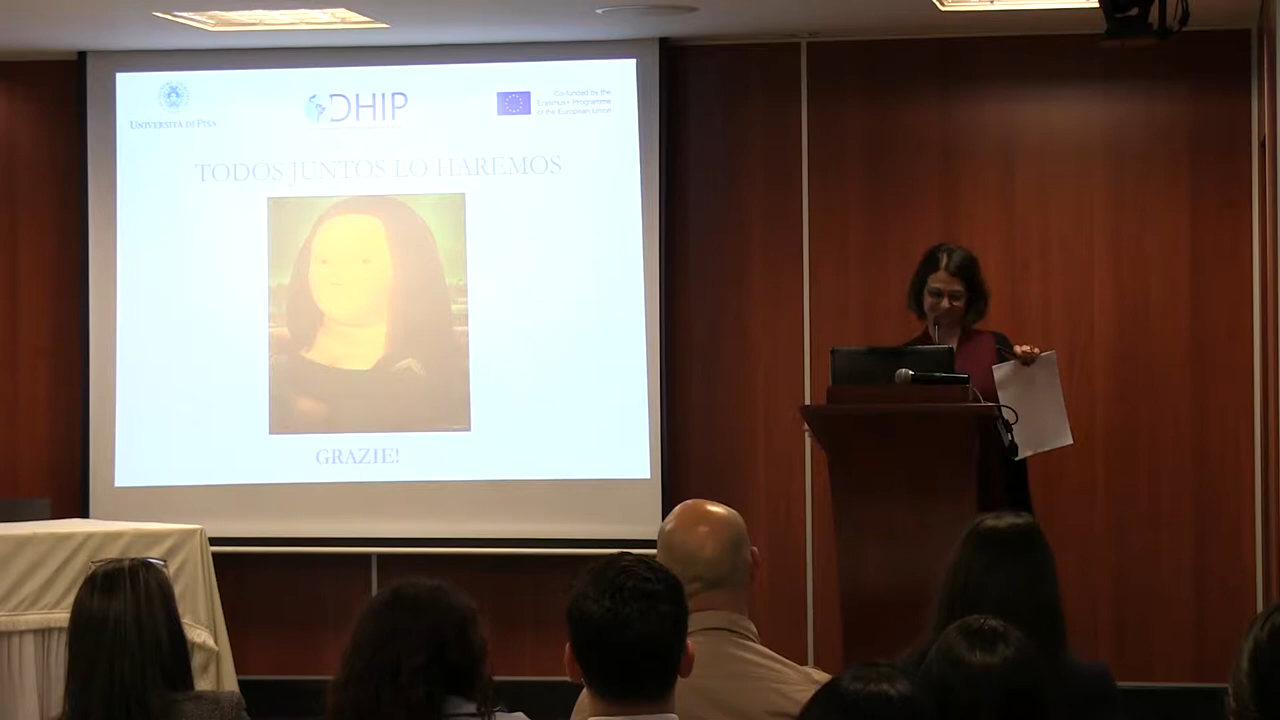 UNIVERSITÀ DI PISA
DHIP
Co-funded by the
Erasmus+ Programme
of the European Union
TODOS JUNTOS LO HAREMOS
GRAZIE!